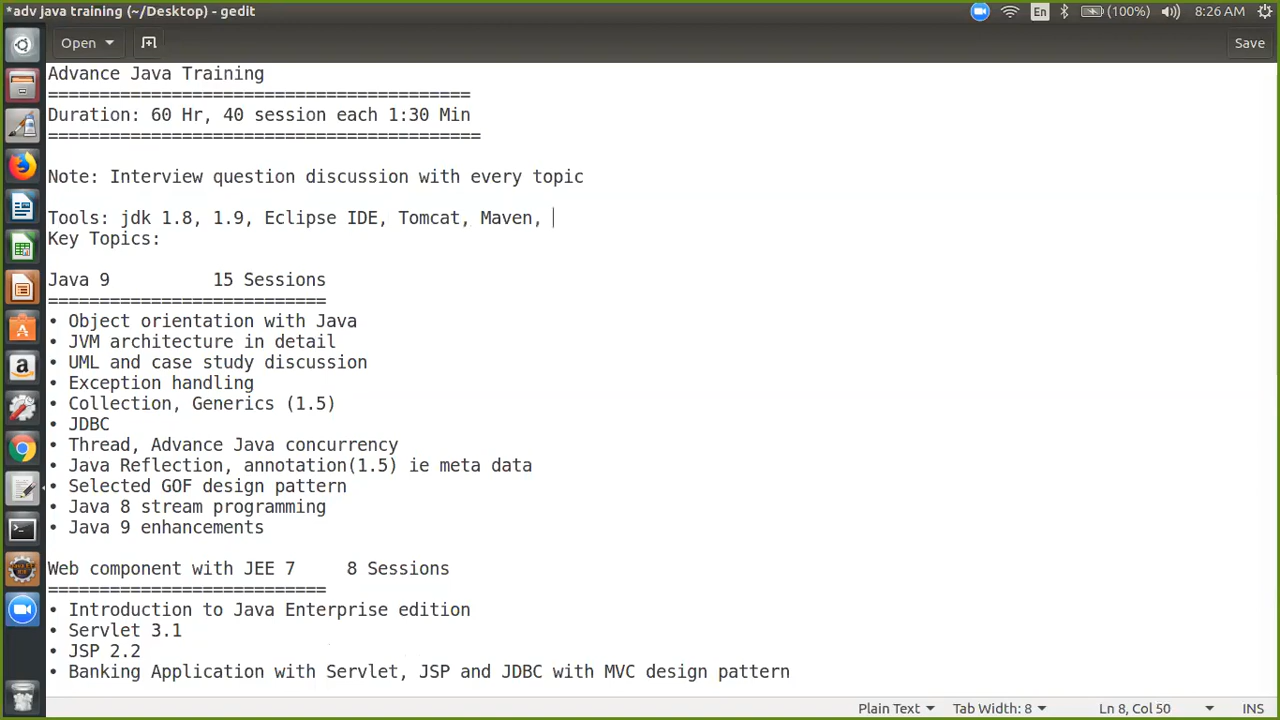 *adv java training (~/Desktop) - gedit
En
(100%)
8:26 AM
Open
Save
Advance Java Training
=========================================
Duration: 60 Hr, 40 session each 1:30 Min
==========================================
Note: Interview question discussion with every topic
Tools: jdk 1.8, 1.9, Eclipse IDE, Tomcat, Maven,
Key Topics:
Java 9 15 Sessions
===========================
• Object orientation with Java
• JVM architecture in detail
• UML and case study discussion
• Exception handling
• Collection, Generics (1.5)
• JDBC
• Thread, Advance Java concurrency
• Java Reflection, annotation(1.5) ie meta data
• Selected GOF design pattern
• Java 8 stream programming
• Java 9 enhancements
Web component with JEE 7 8 Sessions
===========================
• Introduction to Java Enterprise edition
• Servlet 3.1
• JSP 2.2
• Banking Application with Servlet, JSP and JDBC with MVC design pattern
Plain Text
Tab Width: 8
Ln 8, Col 50
INS